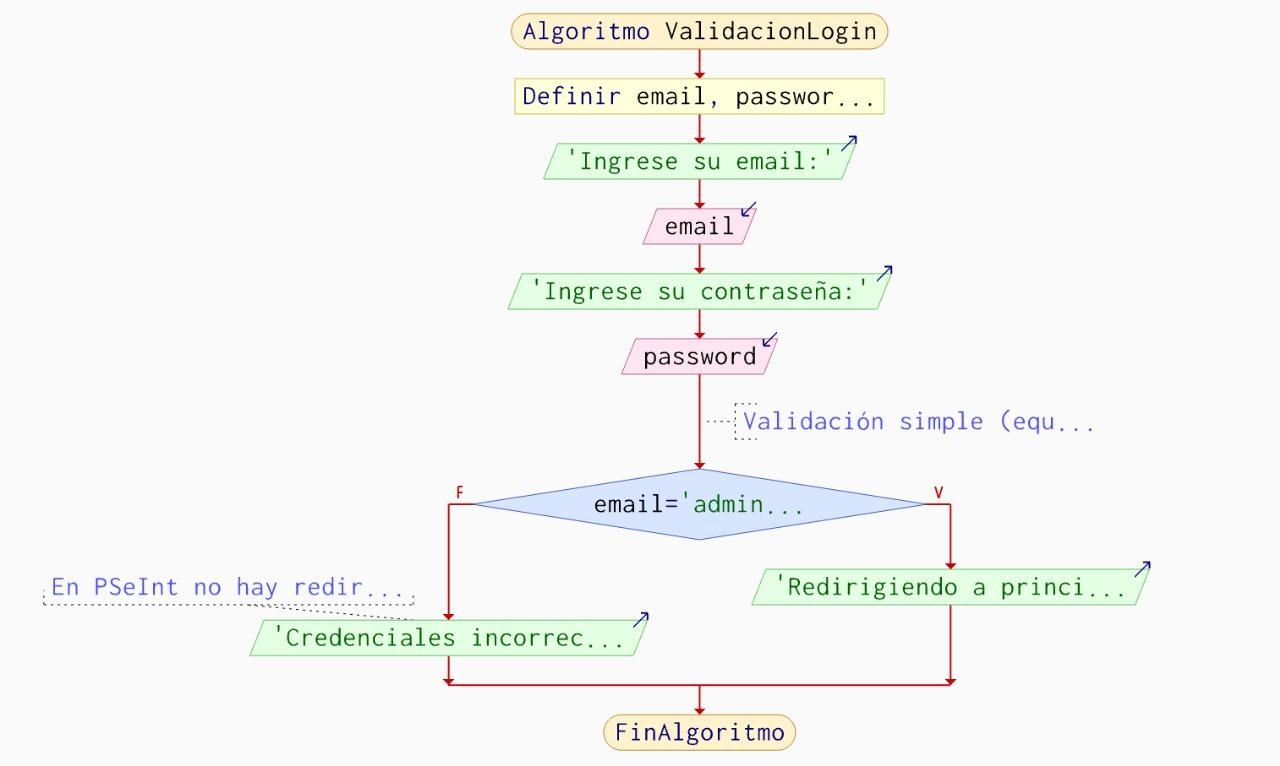 Algoritmo ValidacionLogin
Definir email, passwor...
'Ingrese su email:'
email
'Ingrese su contraseña:'
password
Validación simple (equ...
email='admin...
F
V
En PSeInt no hay redir...
'Redirigiendo a princi...
'Credenciales incorrec...
FinAlgoritmo